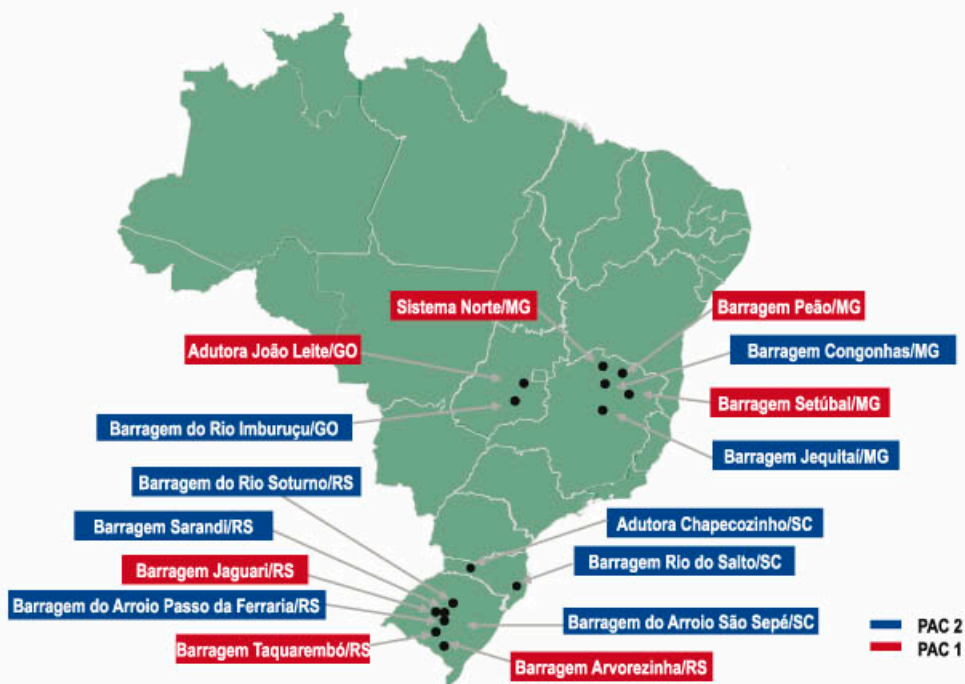 Sistema Norte/MG
Barragem Peão/MG
Adutora João Leite/GO
Barragem Congonhas/MG
Barragem Setúbal/MG
Barragem do Rio Imburuçu/GO
Barragem Jequitaí/MG
Barragem do Rio Soturno/RS
Barragem Sarandi/RS
Adutora Chapecozinho/SC
Barragem Jaguari/RS
Barragem Rio do Salto/SC
Barragem do Arroio Passo da Ferraria/RS
Barragem do Arroio São Sepé/SC
Barragem Taquarembó/RS
Barragem Arvorezinha/RS
PAC 2
PAC 1